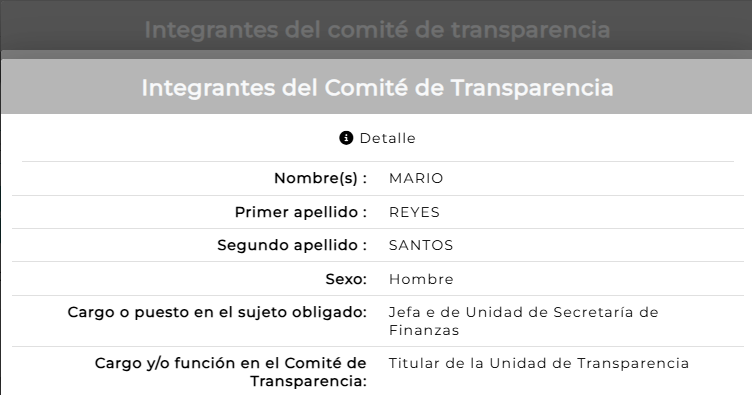 Integrantes del comité de transparencia
Integrantes del Comité de Transparencia
Detalle
Nombre(s) : MARIO
Primer apellido : REYES
Segundo apellido : SANTOS
Sexo: Hombre
Cargo o puesto en el sujeto obligado: Jefa e de Unidad de Secretaría de
Finanzas
Cargo y/o función en el Comité de Titular de la Unidad de Transparencia
Transparencia: